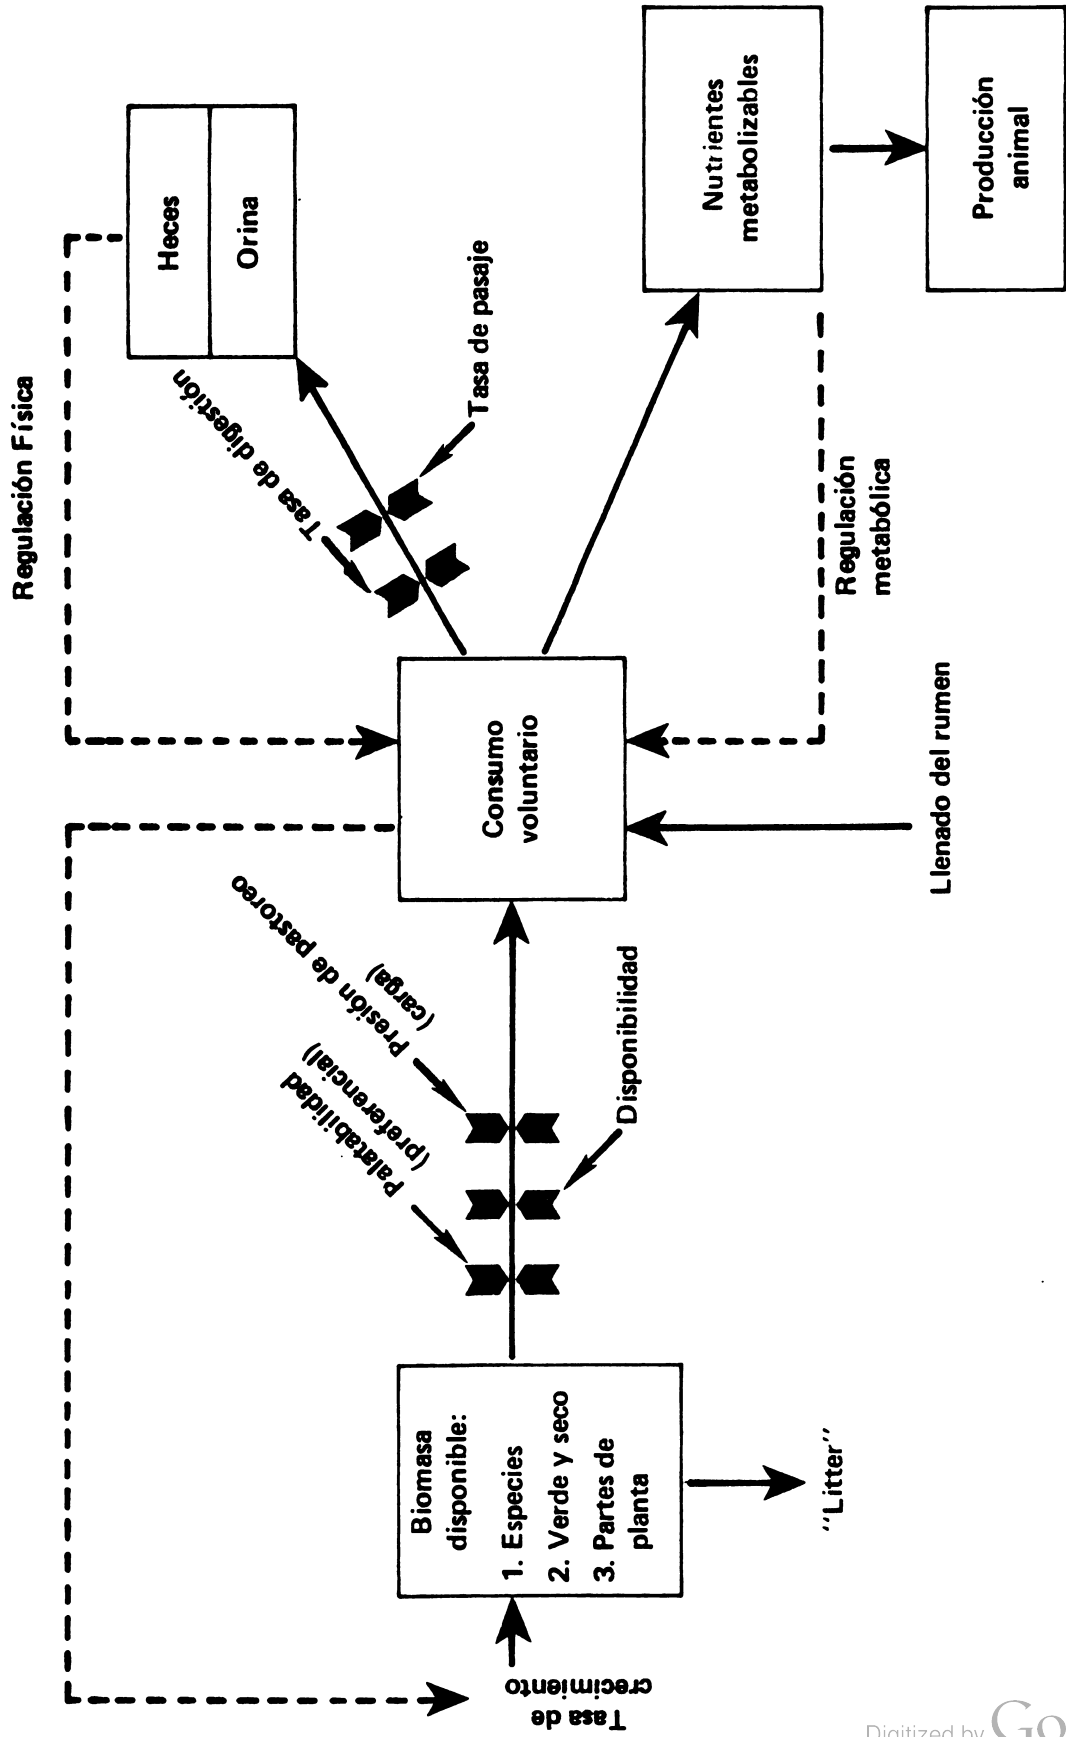 Regulación Física
Heces
Orina
Tasa de digestión
Tasa de pasaje
Nutrientes
metabolizables
Producción
animal
Regulación
metabólica
Consumo
voluntario
Llenado del rumen
Presión de pastoreo
(carga)
Palatabilidad
(preferencial)
Disponibilidad
Biomasa
disponible:
1. Especies
2. Verde y seco
3. Partes de
planta
"Litter"
Tasa de
crecimiento
Digitized by Go